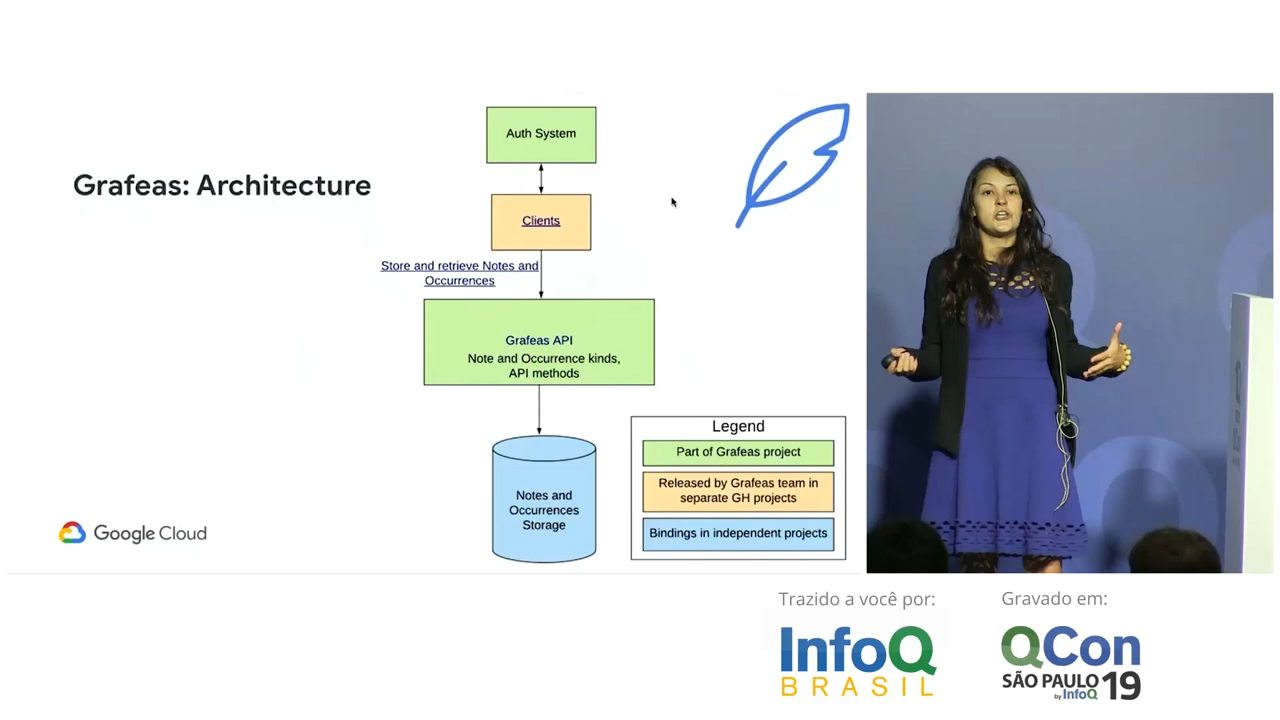 Grafeas: Architecture
Auth System
Clients
Store and retrieve Notes and
Occurrences
Grafeas API
Note and Occurrence kinds,
API methods
Notes and
Occurrences
Storage
Legend
Part of Grafeas project
Released by Grafeas team in
separate GH projects
Bindings in independent projects
Google Cloud
Trazido a você por:
InfoQ
BRASIL
Gravado em:
QCon
SÃO PAULO 19
by InfoQ